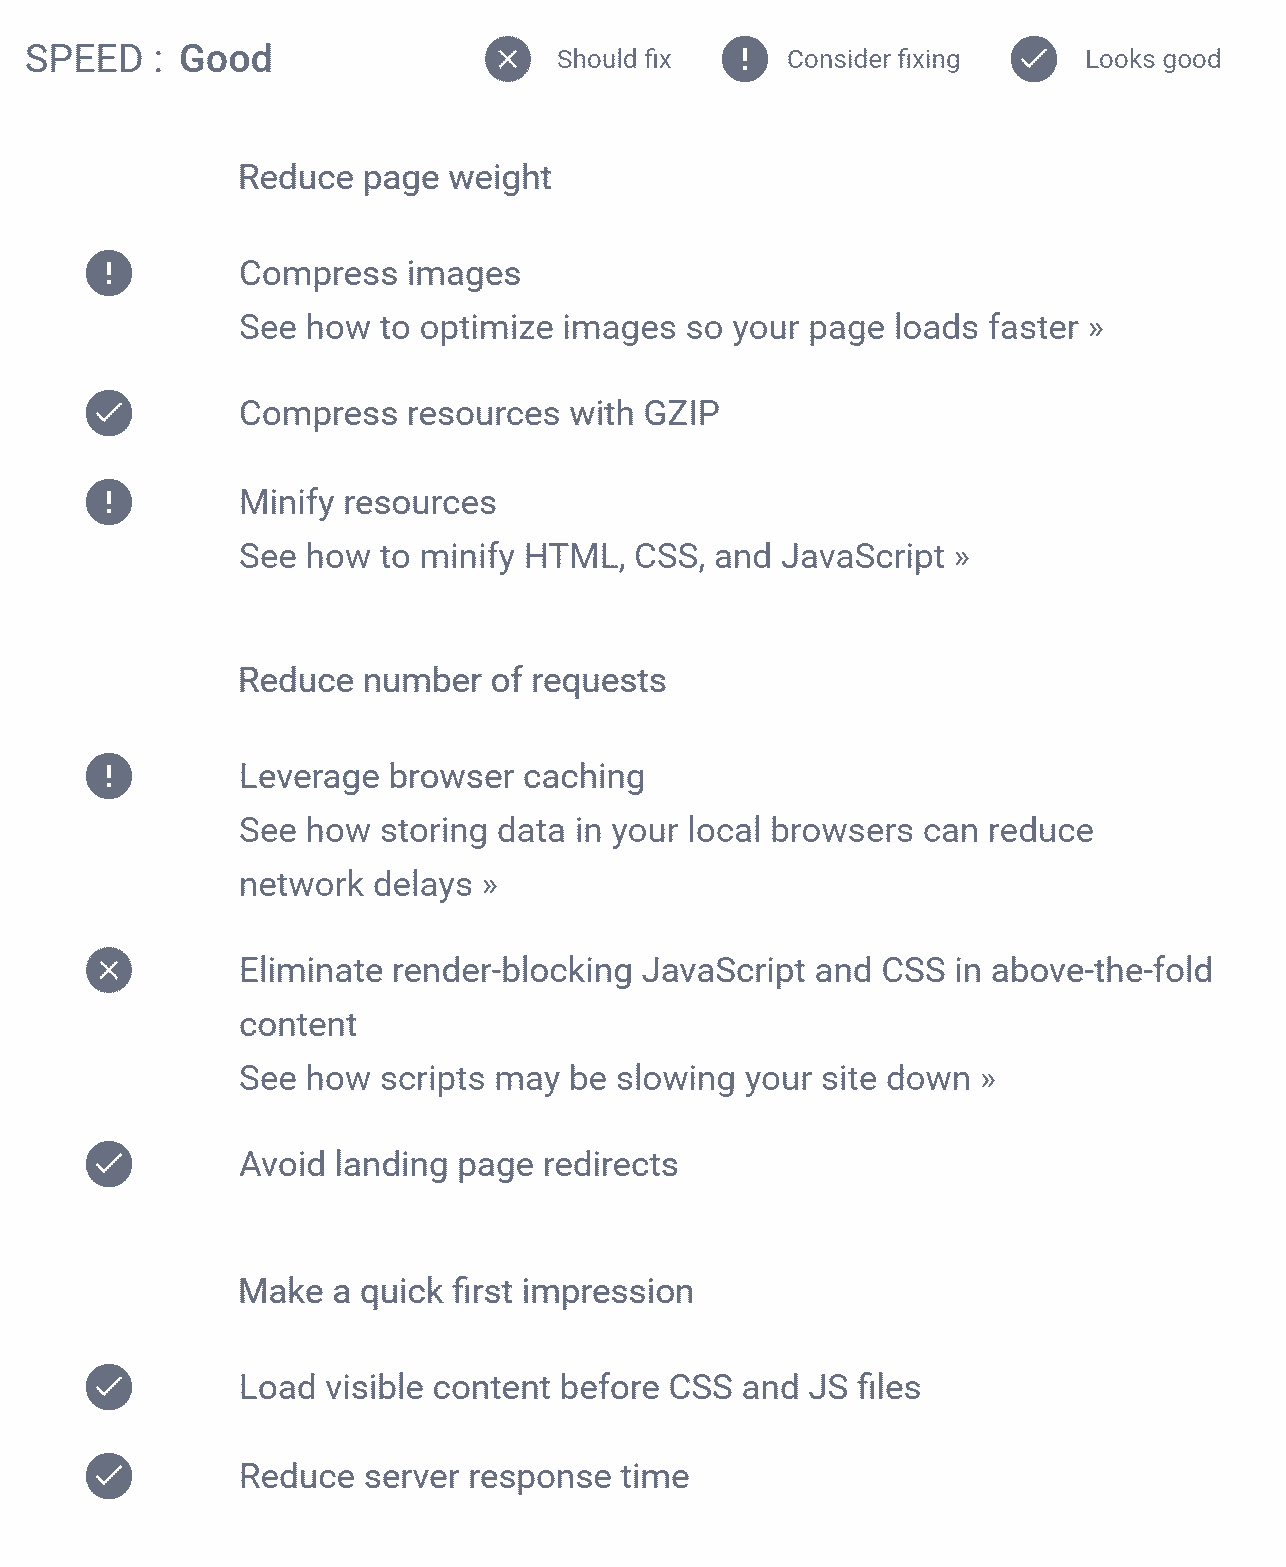 SPEED : Good
Should fix
Consider fixing
Looks good
Reduce page weight
Compress images
See how to optimize images so your page loads faster »
Compress resources with GZIP
Minify resources
See how to minify HTML, CSS, and JavaScript »
Reduce number of requests
Leverage browser caching
See how storing data in your local browsers can reduce
network delays »
Eliminate render-blocking JavaScript and CSS in above-the-fold
content
See how scripts may be slowing your site down »
Avoid landing page redirects
Make a quick first impression
Load visible content before CSS and JS files
Reduce server response time